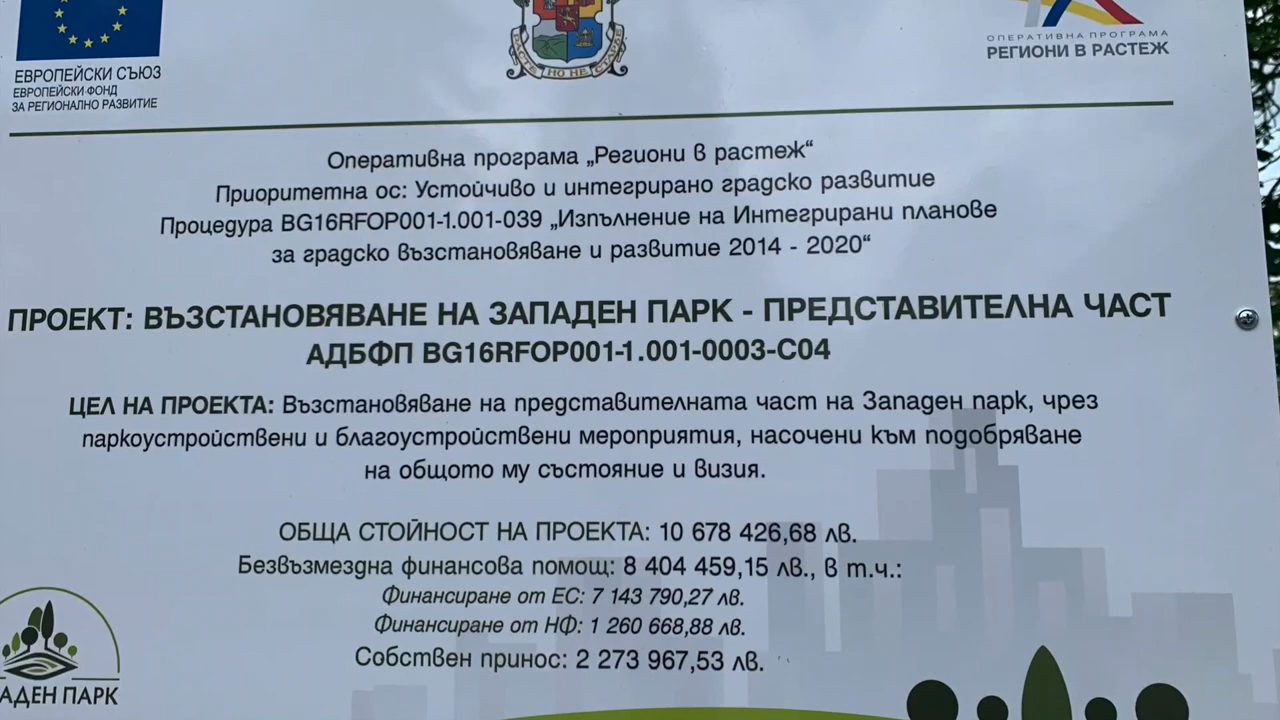 ЕВРОПЕЙСКИ СЪЮЗ
ЕВРОПЕЙСКИ ФОНД
ЗА РЕГИОНАЛНО РАЗВИТИЕ
НО НЕ
ОПЕРАТИВНА ПРОГРАМА
РЕГИОНИ В РАСТЕЖ
Оперативна програма „Региони в растеж“
Приоритетна ос: Устойчиво и интегрирано градско развитие
Процедура BG16RFOP001-1.001-039 „Изпълнение на Интегрирани планове
за градско възстановяване и развитие 2014 - 2020“
ПРОЕКТ: ВЪЗСТАНОВЯВАНЕ НА ЗАПАДЕН ПАРК - ПРЕДСТАВИТЕЛНА ЧАСТ
АДБФП BG16RFOP001-1.001-0003-C04
ЦЕЛ НА ПРОЕКТА: Възстановяване на представителната част на Западен парк, чрез
паркоустройствени и благоустройствени мероприятия, насочени към подобряване
на общото му състояние и визия.
ОБЩА СТОЙНОСТ НА ПРОЕКТА: 10 678 426,68 лв.
Безвъзмездна финансова помощ: 8 404 459,15 лв., в т.ч.:
Финансиране от ЕС: 7 143 790,27 лв.
Финансиране от НФ: 1 260 668,88 лв.
Собствен принос: 2 273 967,53 лв.
АДЕН ПАРК